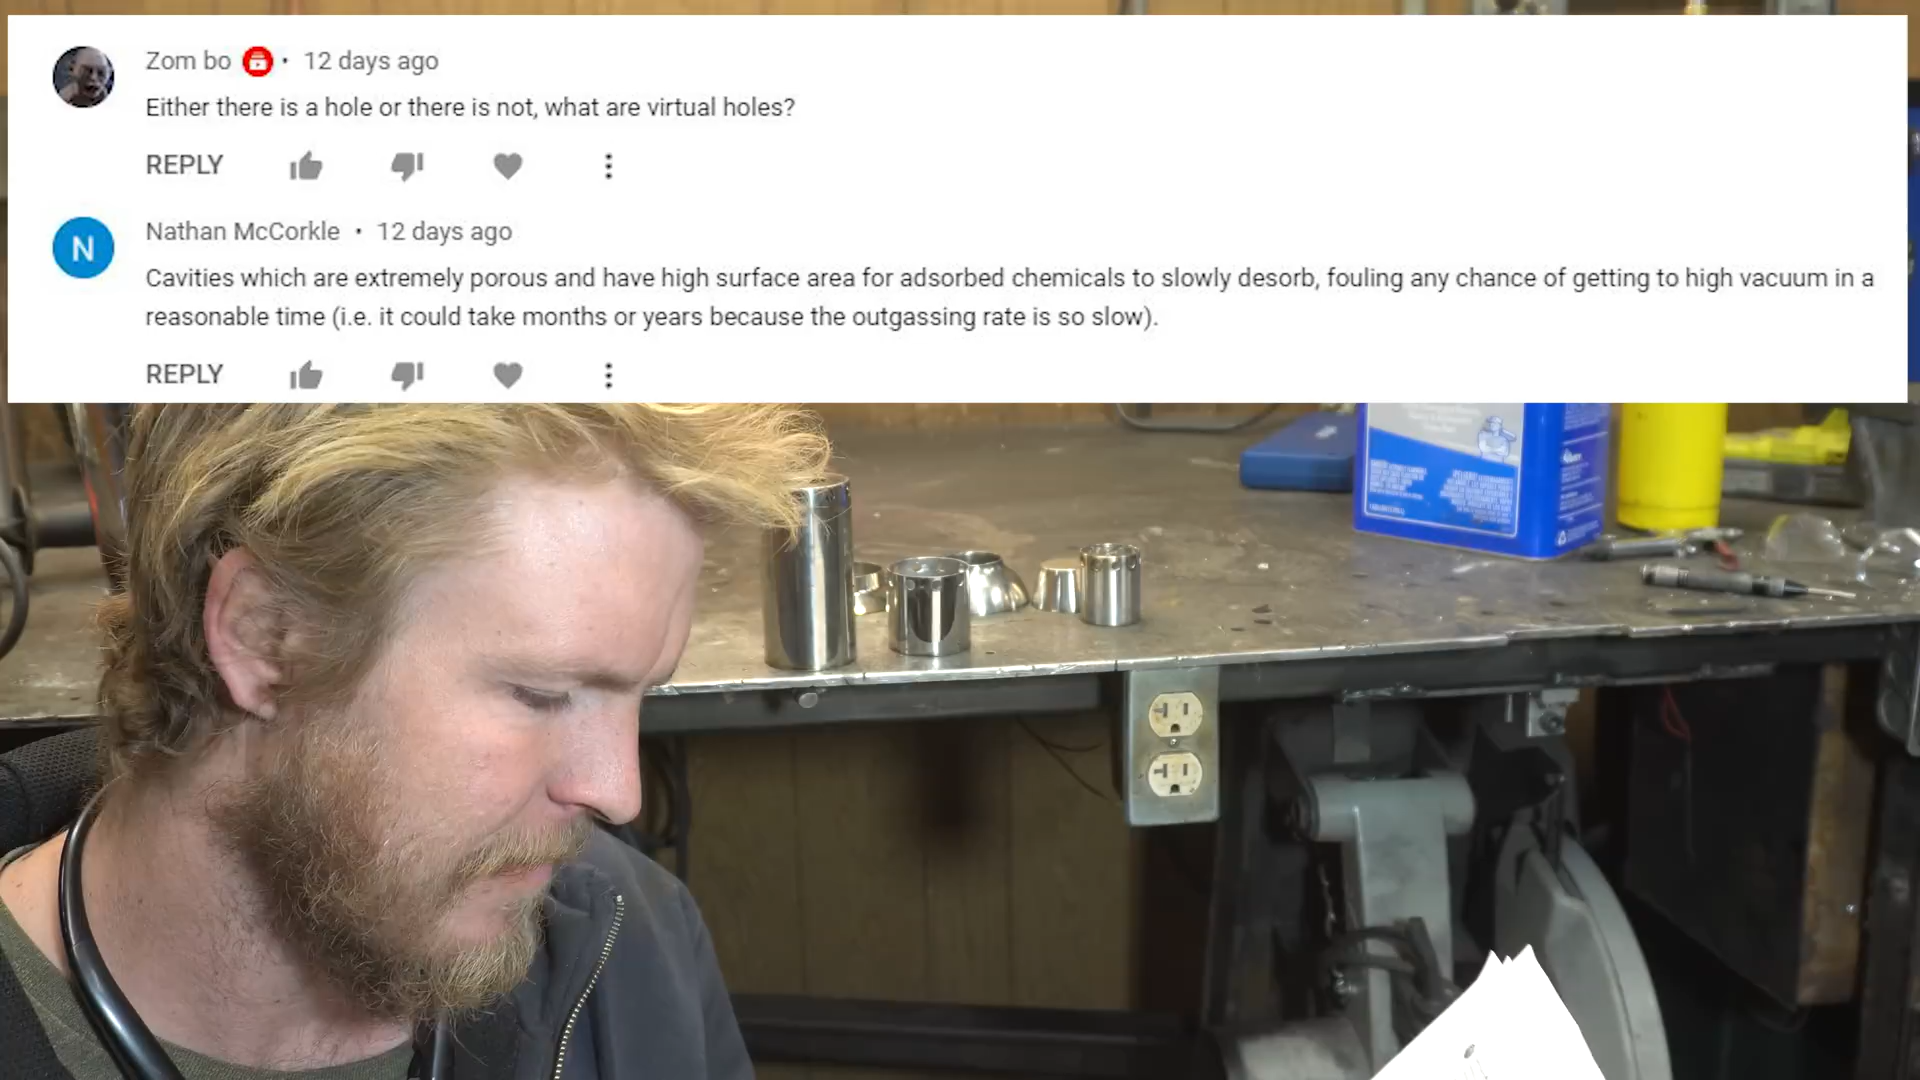 Zom bo • 12 days ago
Either there is a hole or there is not, what are virtual holes?
REPLY
N
Nathan McCorkle • 12 days ago
Cavities which are extremely porous and have high surface area for adsorbed chemicals to slowly desorb, fouling any chance of getting to high vacuum in a
reasonable time (i.e. it could take months or years because the outgassing rate is so slow).
REPLY